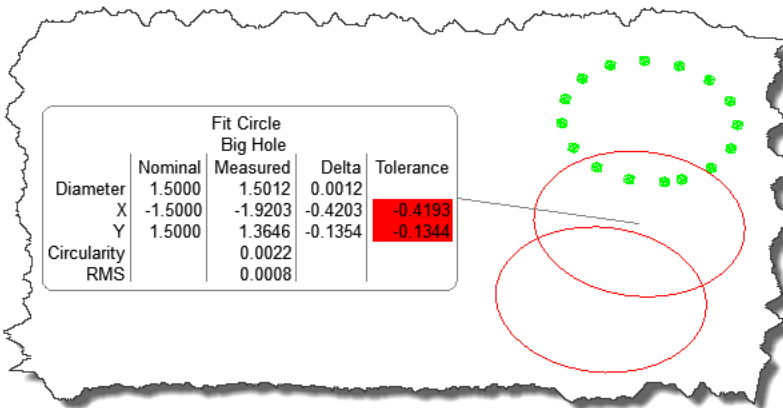 Fit Circle
Big Hole
Nominal Measured Delta Tolerance
Diameter 1.5000 1.5012 0.0012
X -1.5000 -1.9203 -0.4203 -0.4193
Y 1.5000 1.3646 -0.1354 -0.1344
Circularity 0.0022
RMS 0.0008